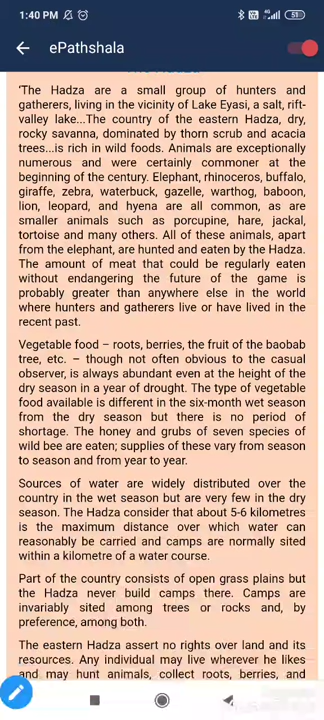 1:40 PM
51
ePathshala
'The Hadza are a small group of hunters and
gatherers, living in the vicinity of Lake Eyasi, a salt, rift-
valley lake...The country of the eastern Hadza, dry,
rocky savanna, dominated by thorn scrub and acacia
trees...is rich in wild foods. Animals are exceptionally
numerous and were certainly commoner at the
beginning of the century. Elephant, rhinoceros, buffalo,
giraffe, zebra, waterbuck, gazelle, warthog, baboon,
lion, leopard, and hyena are all common, as are
smaller animals such as porcupine, hare, jackal,
tortoise and many others. All of these animals, apart
from the elephant, are hunted and eaten by the Hadza.
The amount of meat that could be regularly eaten
without endangering the future of the game is
probably greater than anywhere else in the world
where hunters and gatherers live or have lived in the
recent past.
Vegetable food – roots, berries, the fruit of the baobab
tree, etc. – though not often obvious to the casual
observer, is always abundant even at the height of the
dry season in a year of drought. The type of vegetable
food available is different in the six-month wet season
from the dry season but there is no period of
shortage. The honey and grubs of seven species of
wild bee are eaten; supplies of these vary from season
to season and from year to year.
Sources of water are widely distributed over the
country in the wet season but are very few in the dry
season. The Hadza consider that about 5-6 kilometres
is the maximum distance over which water can
reasonably be carried and camps are normally sited
within a kilometre of a water course.
Part of the country consists of open grass plains but
the Hadza never build camps there. Camps are
invariably sited among trees or rocks and, by
preference, among both.
The eastern Hadza assert no rights over land and its
resources. Any individual may live wherever he likes
and may hunt animals, collect roots, berries, and